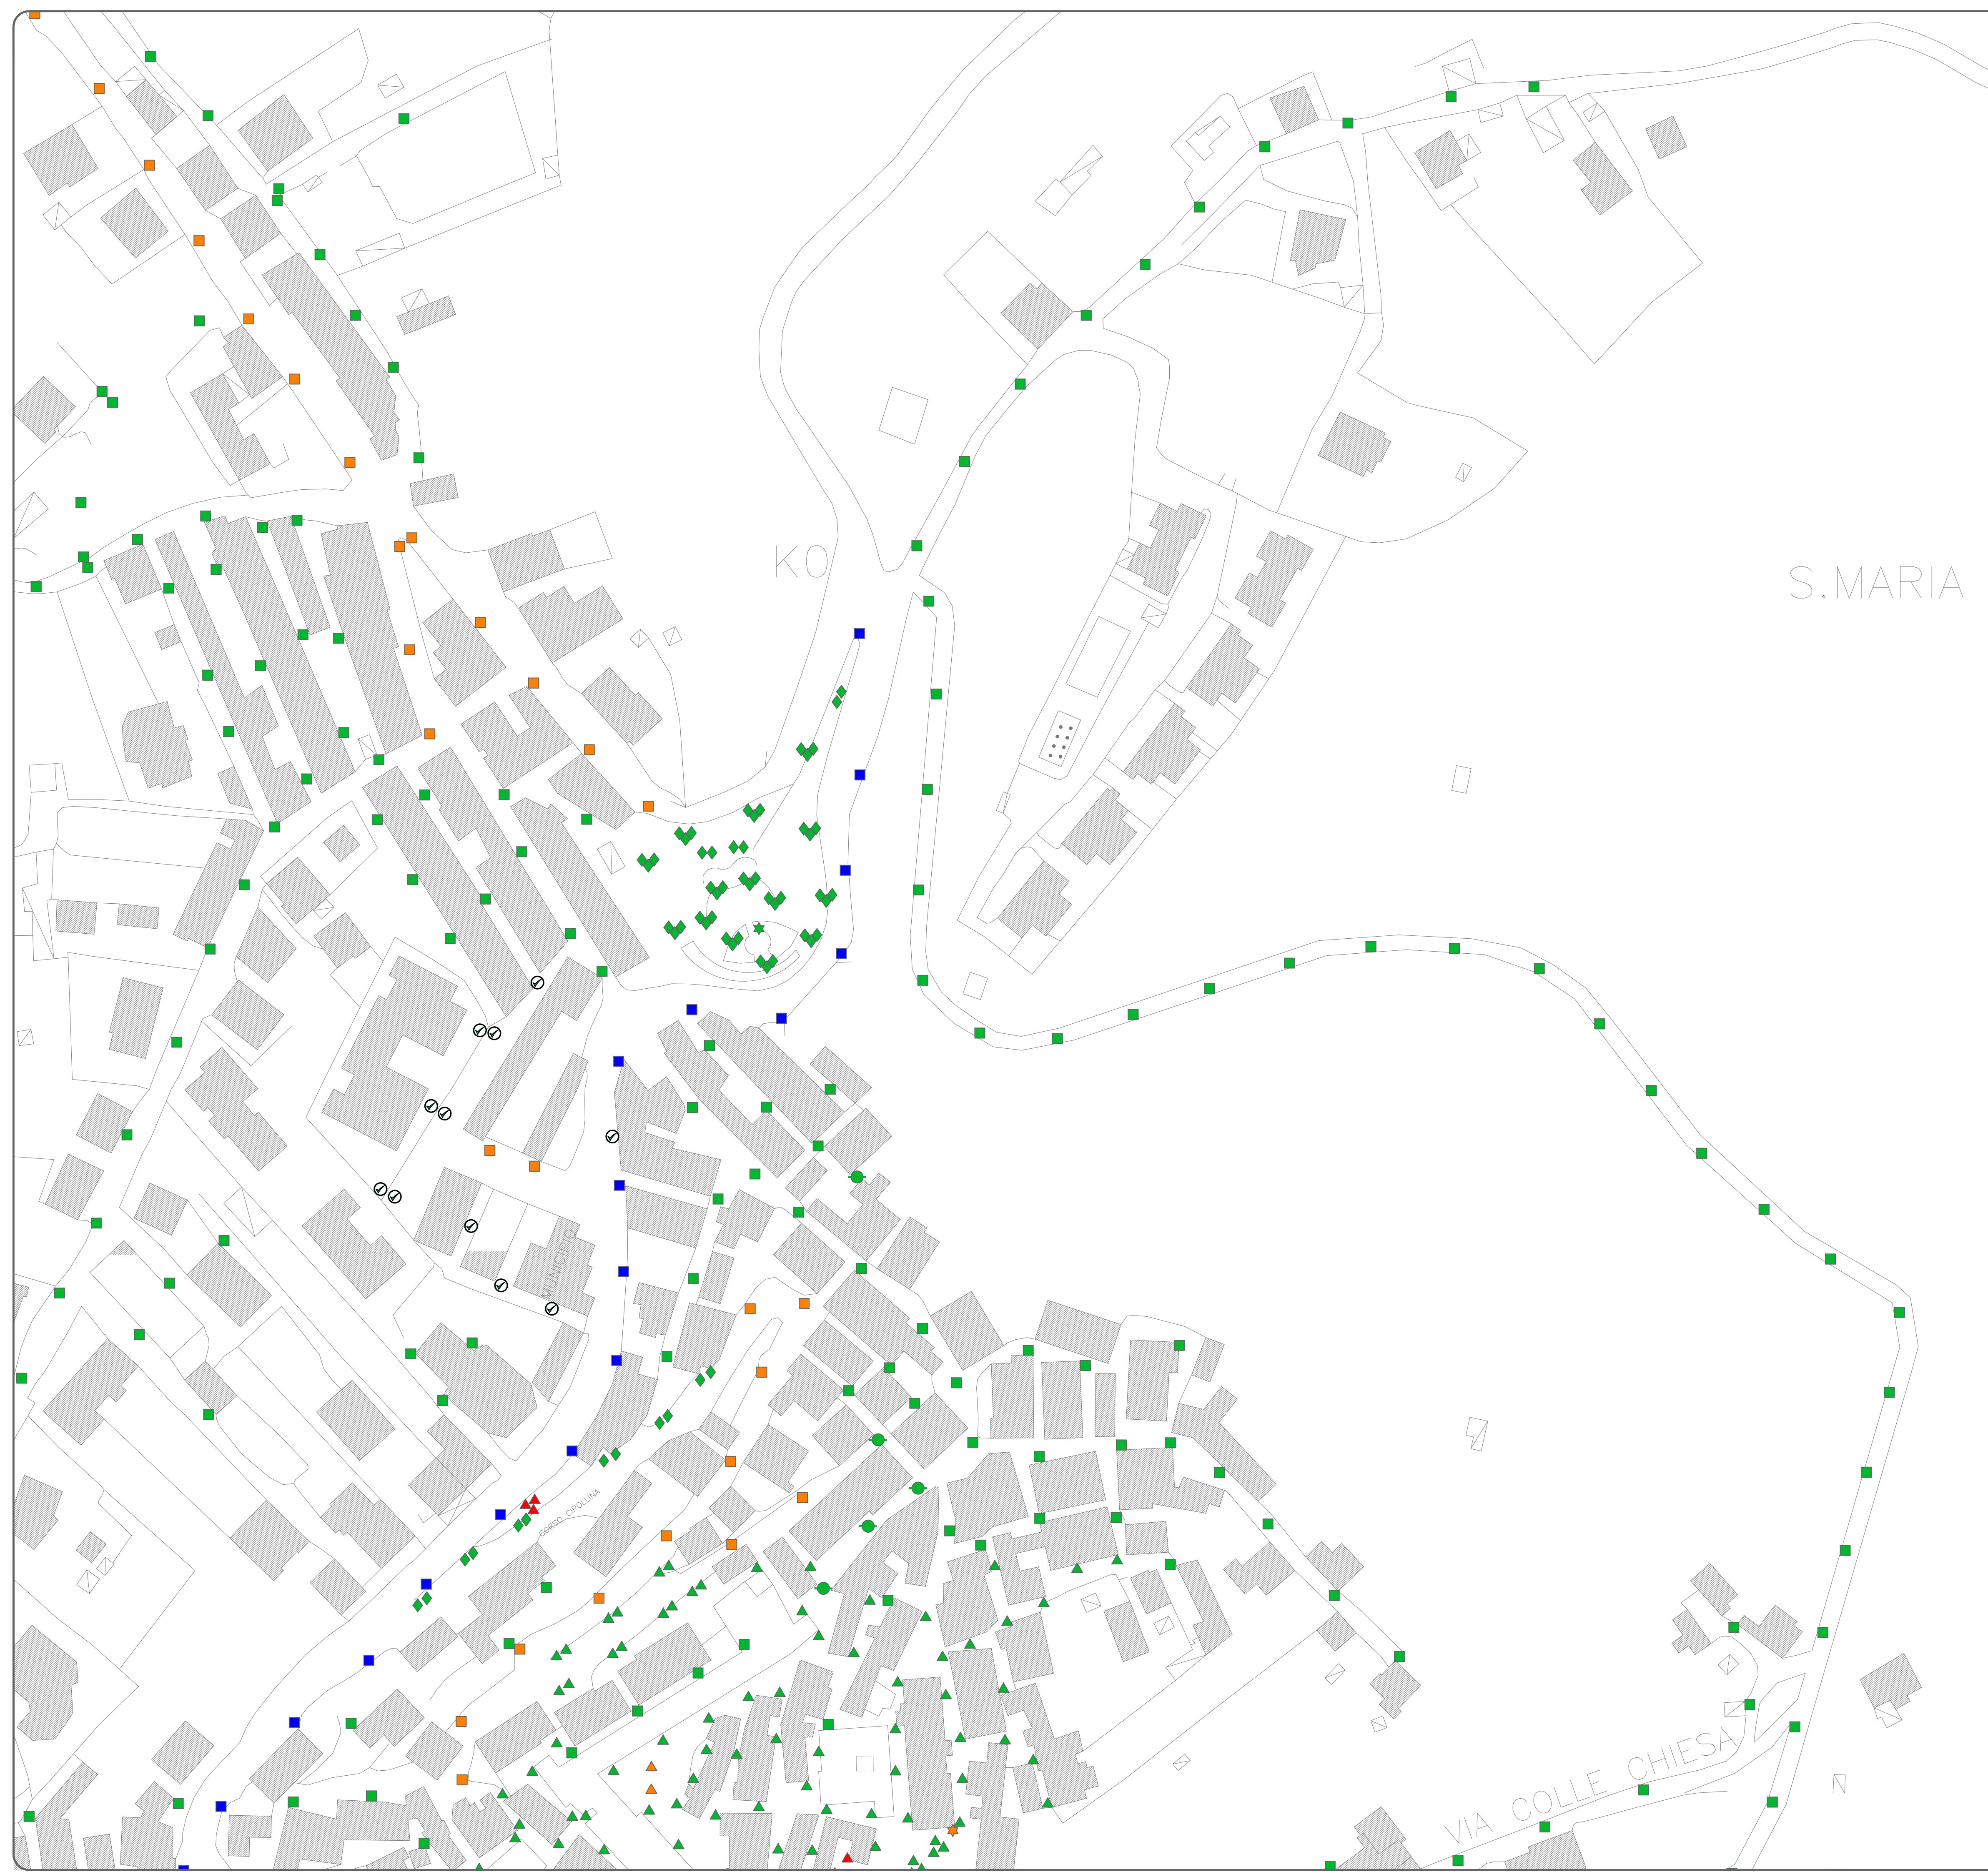 KO
S.MARIA
MUNICIPIO
CORSO CIPOLLINA
VIA COLLE CHIESA